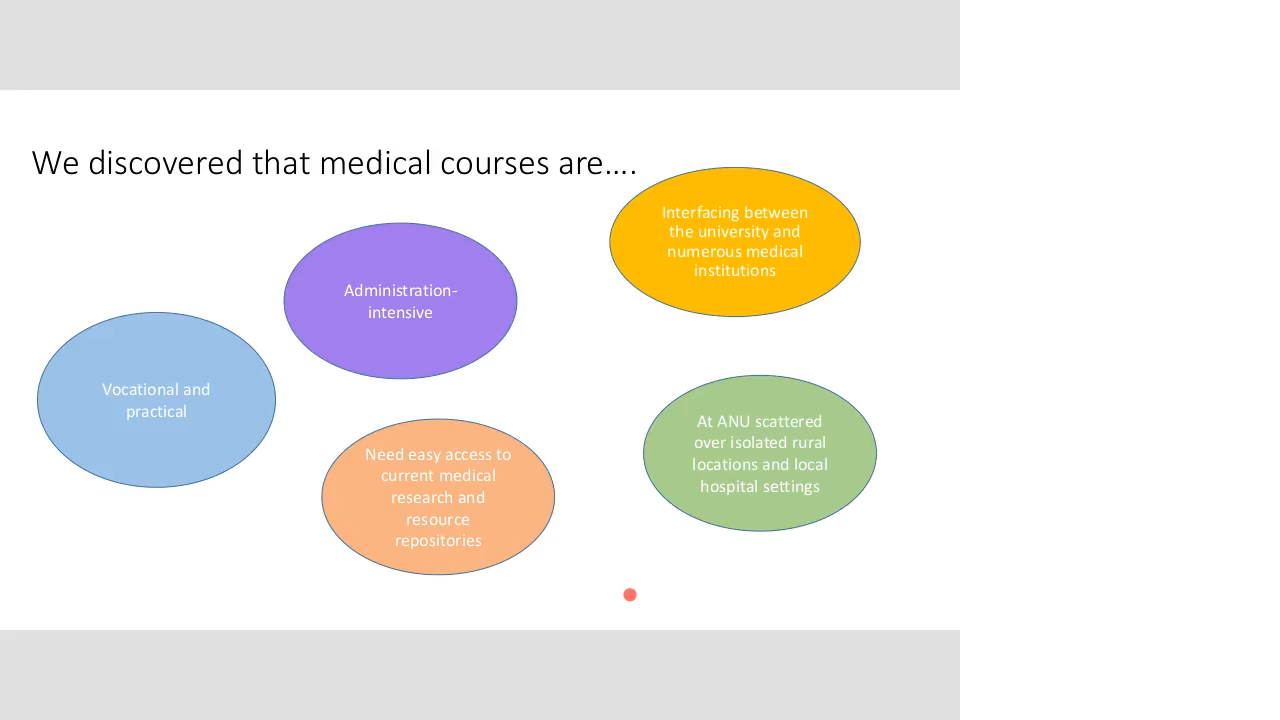 We discovered that medical courses are....
Interfacing between
the university and
numerous medical
institutions
Administration-
intensive
Vocational and
practical
Need easy access to
current medical
research and
resource
repositories
At ANU scattered
over isolated rural
locations and local
hospital settings